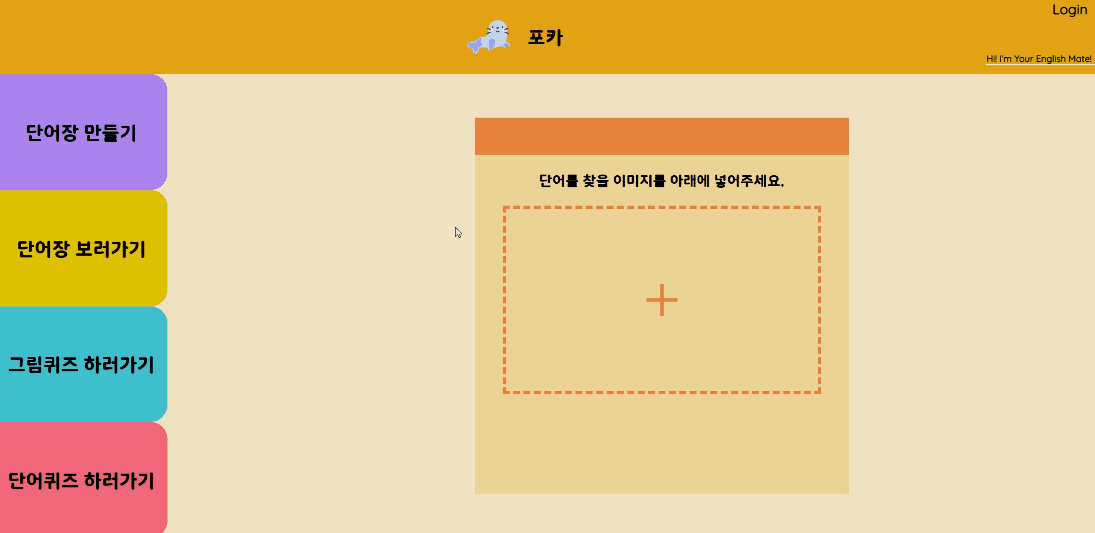 Login
포카
Hi! I'm Your English Mate!
단어장 만들기
단어장 보러가기
그림퀴즈 하러가기
단어퀴즈 하러가기
단어를 찾을 이미지를 아래에 넣어주세요.